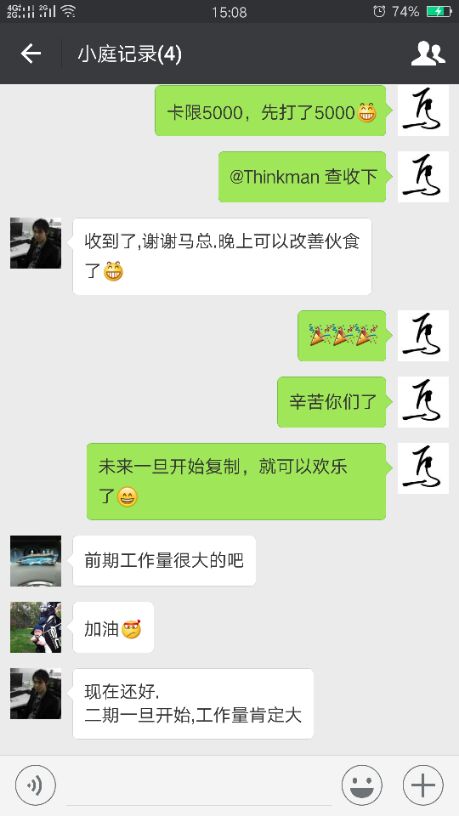 4G 2G 2G 15:08 74%
小庭记录(4)
卡限5000，先打了5000😁
@Thinkman 查收下
收到了,谢谢马总.晚上可以改善伙食
了😁
🎉🎉🎉
辛苦你们了
未来一旦开始复制，就可以欢乐
了😄
前期工作量很大的吧
加油
现在还好.
二期一旦开始,工作量肯定大